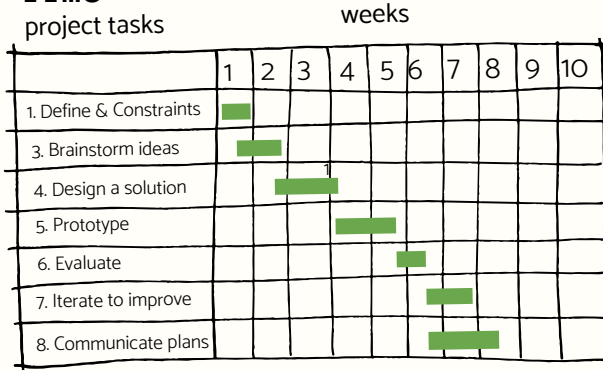 project tasks
weeks
1 2 3 4 5 6 7 8 9 10
1. Define & Constraints
3. Brainstorm ideas
1
4. Design a solution
5. Prototype
6. Evaluate
7. Iterate to improve
8. Communicate plans